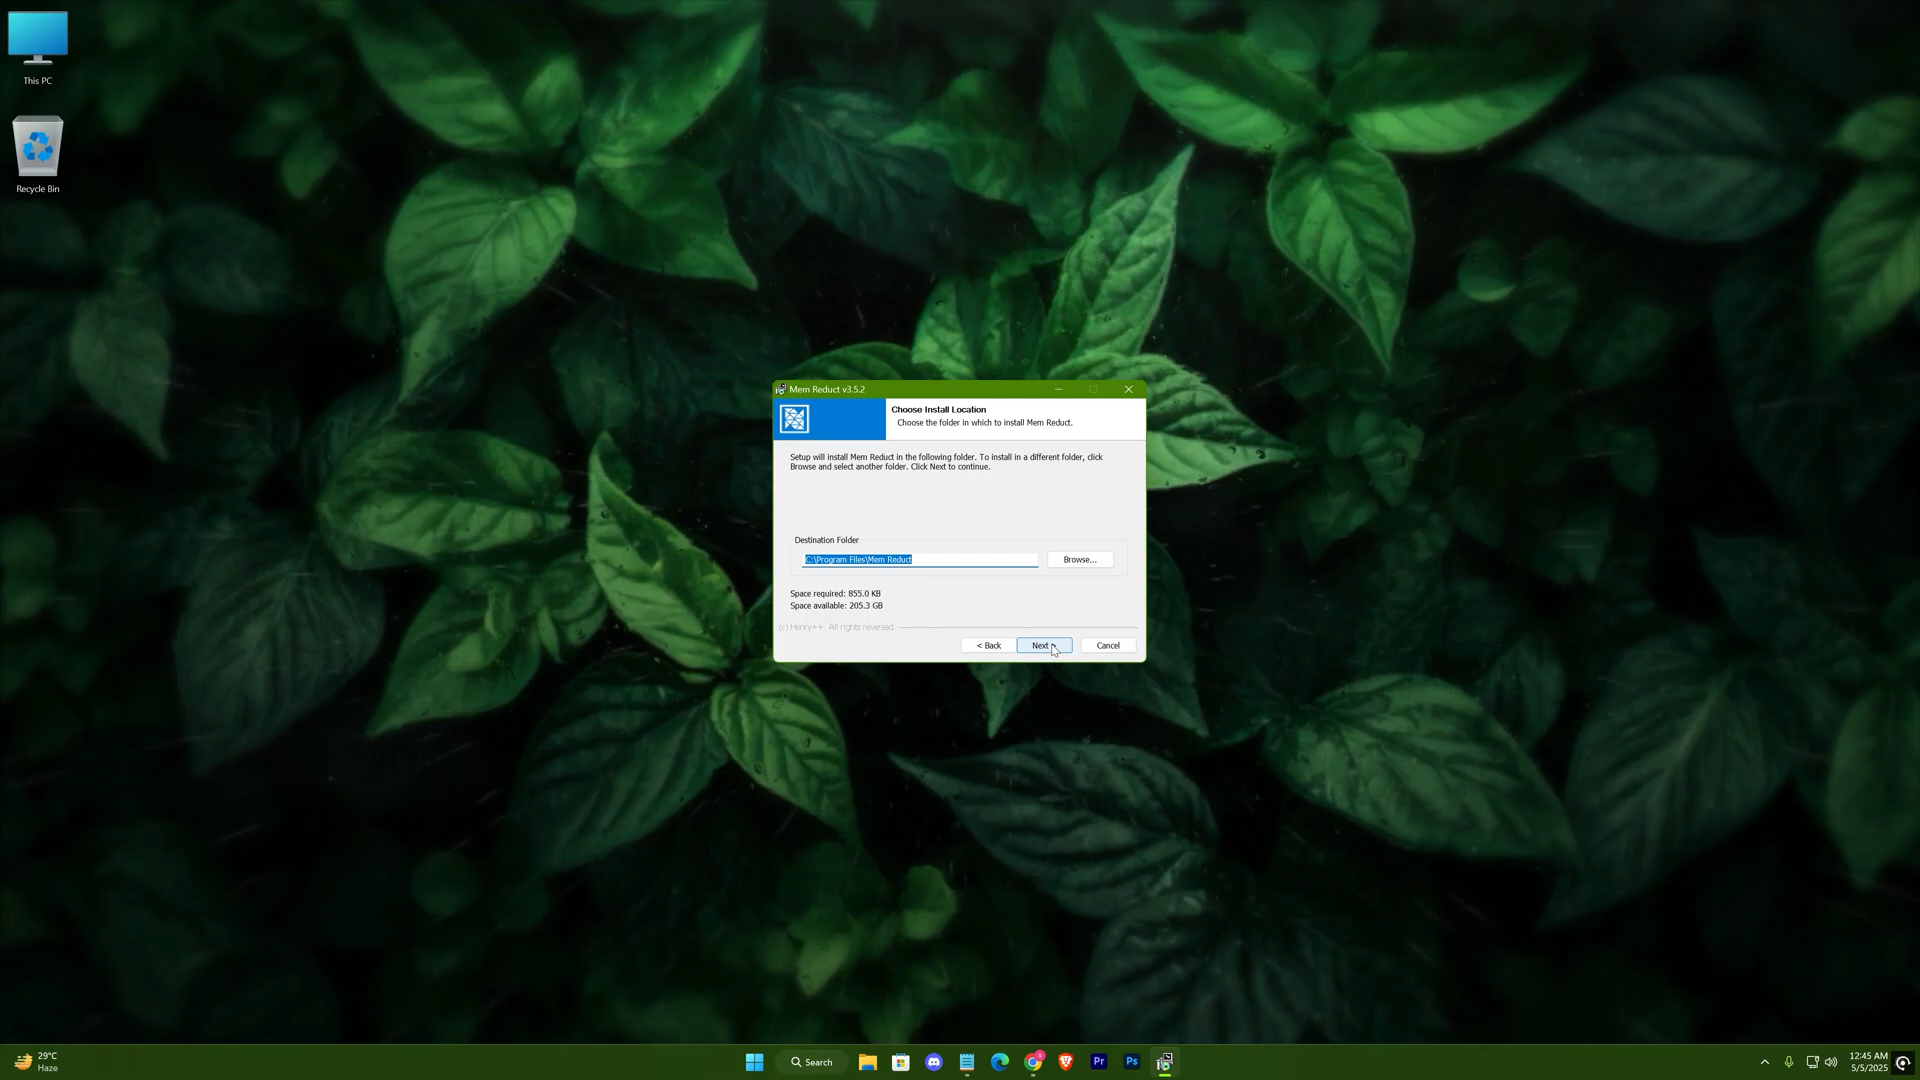 This PC
Recycle Bin
Mem Reduct v3.5.2
Choose Install Location
Choose the folder in which to install Mem Reduct.
Setup will install Mem Reduct in the following folder. To install in a different folder, click
Browse and select another folder. Click Next to continue.
Destination Folder
C:\Program Files\Mem Reduct
Browse...
Space required: 855.0 KB
Space available: 205.3 GB
(c) Henry++. All rights reversed.
< Back
Next >
Cancel
29°C
Haze
Search
Pr
Ps
12:45 AM
5/5/2025